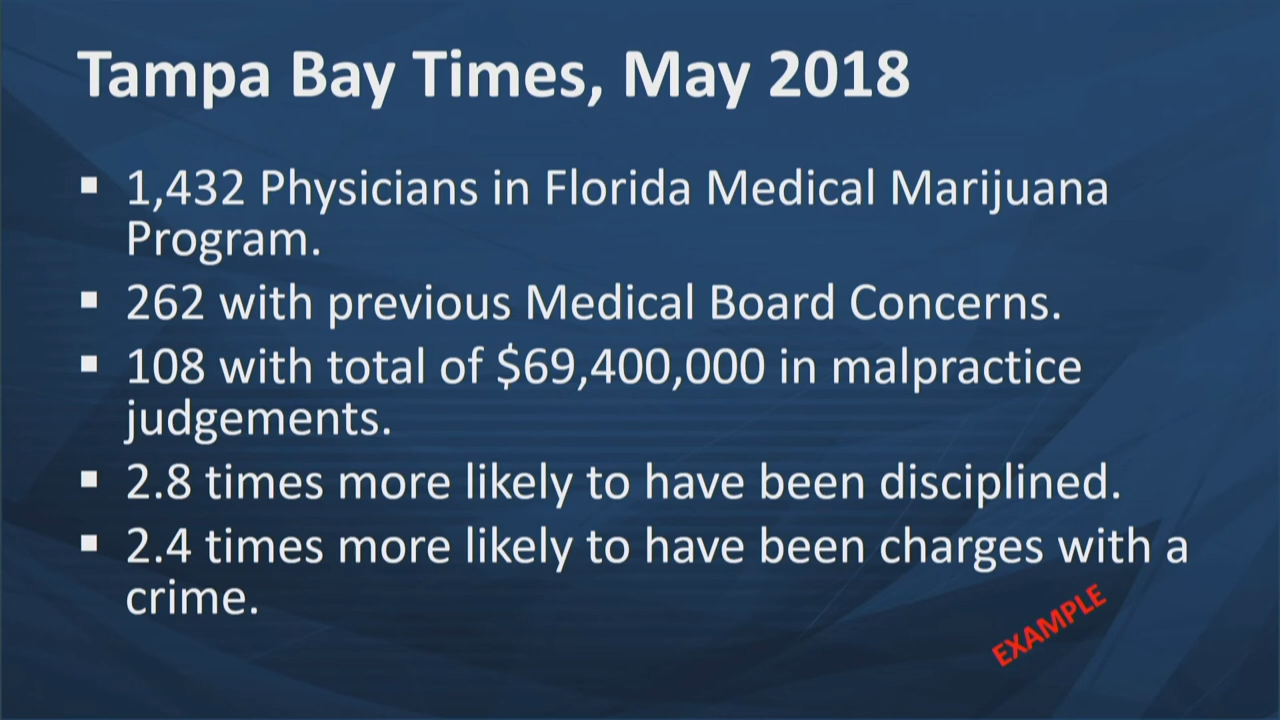 Tampa Bay Times, May 2018
▪ 1,432 Physicians in Florida Medical Marijuana
Program.
▪ 262 with previous Medical Board Concerns.
▪ 108 with total of $69,400,000 in malpractice
judgements.
▪ 2.8 times more likely to have been disciplined.
▪ 2.4 times more likely to have been charges with a
crime.
EXAMPLE